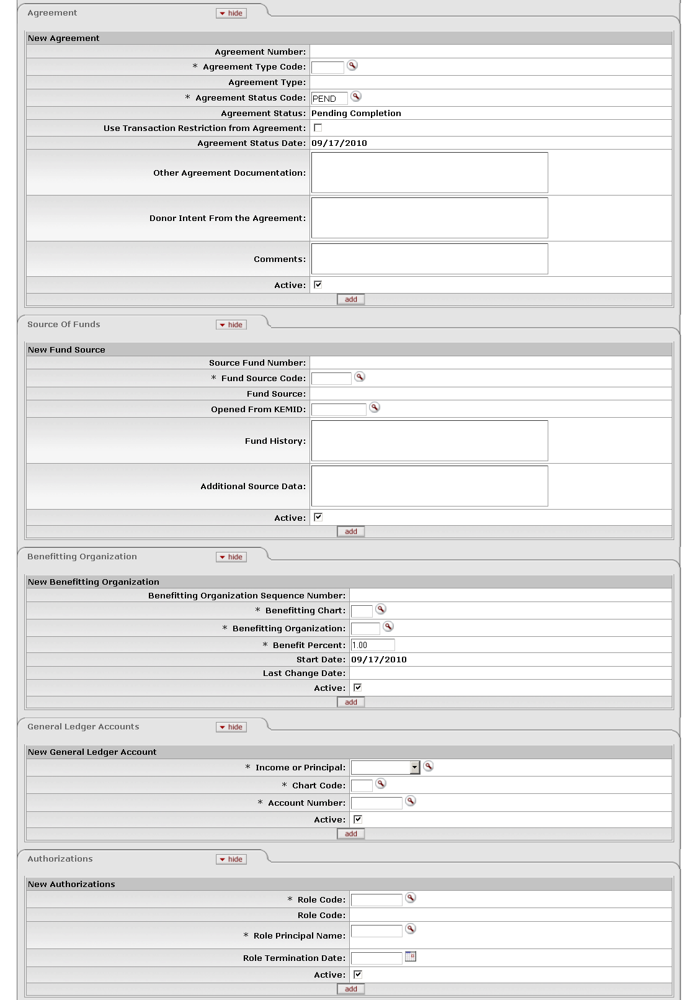 Agreement hide
New Agreement
Agreement Number:
* Agreement Type Code:
Agreement Type:
* Agreement Status Code: PEND
Agreement Status: Pending Completion
Use Transaction Restriction from Agreement:
Agreement Status Date: 09/17/2010
Other Agreement Documentation:
Donor Intent From the Agreement:
Comments:
Active:
add
Source Of Funds hide
New Fund Source
Source Fund Number:
* Fund Source Code:
Fund Source:
Opened From KEMID:
Fund History:
Additional Source Data:
Active:
add
Benefitting Organization hide
New Benefitting Organization
Benefitting Organization Sequence Number:
* Benefitting Chart:
* Benefitting Organization:
* Benefit Percent: 1.00
Start Date: 09/17/2010
Last Change Date:
Active:
add
General Ledger Accounts hide
New General Ledger Account
* Income or Principal:
* Chart Code:
* Account Number:
Active:
add
Authorizations hide
New Authorizations
* Role Code:
Role Code:
* Role Principal Name:
Role Termination Date:
Active:
add